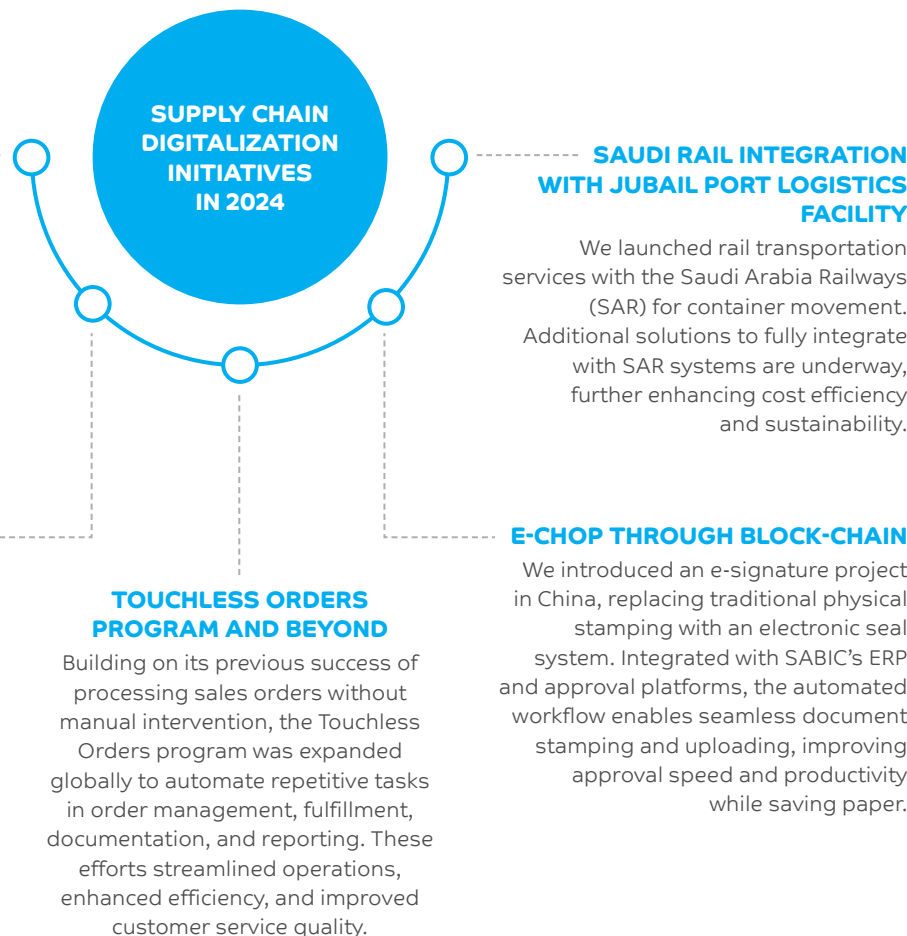 SUPPLY CHAIN
DIGITALIZATION
INITIATIVES
IN 2024
SAUDI RAIL INTEGRATION
WITH JUBAIL PORT LOGISTICS
FACILITY
We launched rail transportation
services with the Saudi Arabia Railways
(SAR) for container movement.
Additional solutions to fully integrate
with SAR systems are underway,
further enhancing cost efficiency
and sustainability.
E-CHOP THROUGH BLOCK-CHAIN
We introduced an e-signature project
in China, replacing traditional physical
stamping with an electronic seal
system. Integrated with SABIC's ERP
and approval platforms, the automated
workflow enables seamless document
stamping and uploading, improving
approval speed and productivity
while saving paper.
TOUCHLESS ORDERS
PROGRAM AND BEYOND
Building on its previous success of
processing sales orders without
manual intervention, the Touchless
Orders program was expanded
globally to automate repetitive tasks
in order management, fulfillment,
documentation, and reporting. These
efforts streamlined operations,
enhanced efficiency, and improved
customer service quality.